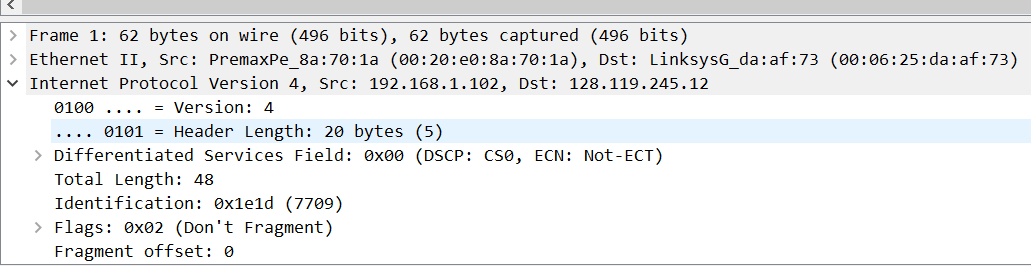 Frame 1: 62 bytes on wire (496 bits), 62 bytes captured (496 bits)
Ethernet II, Src: PremaxPe_8a:70:1a (00:20:e0:8a:70:1a), Dst: LinksysG_da:af:73 (00:06:25:da:af:73)
Internet Protocol Version 4, Src: 192.168.1.102, Dst: 128.119.245.12
0100 .... = Version: 4
.... 0101 = Header Length: 20 bytes (5)
Differentiated Services Field: 0x00 (DSCP: CS0, ECN: Not-ECT)
Total Length: 48
Identification: 0x1e1d (7709)
Flags: 0x02 (Don't Fragment)
Fragment offset: 0